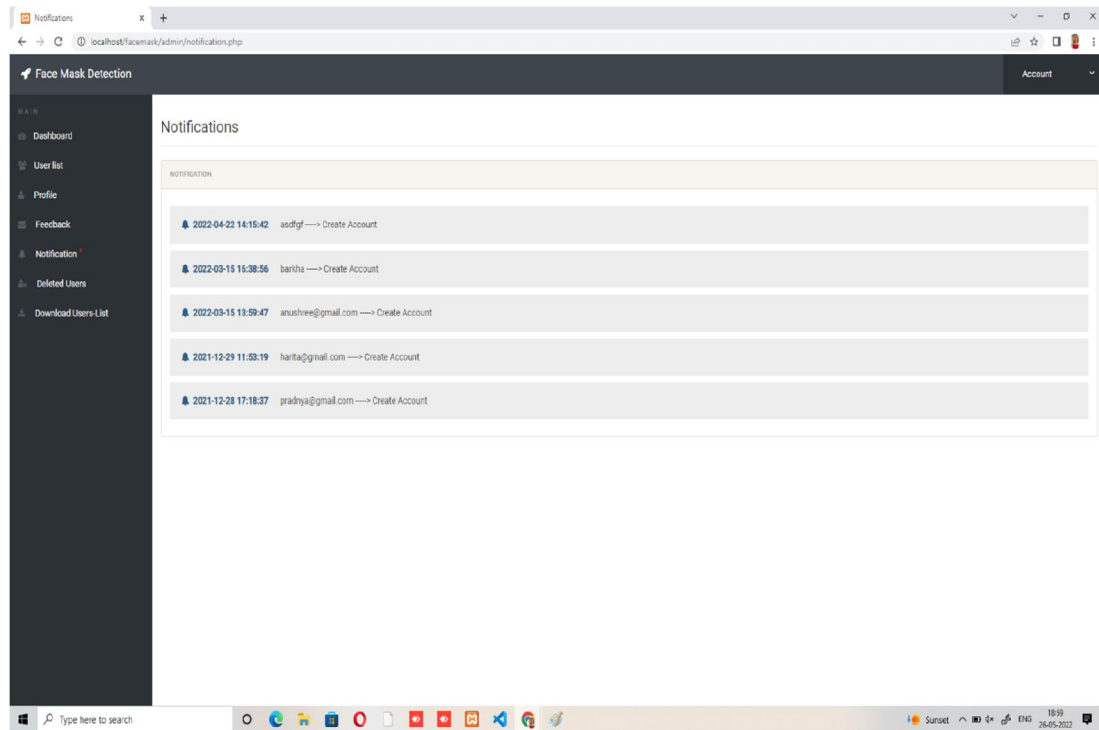 Notifications
localhost/facemask/admin/notification.php
Face Mask Detection
Account
MAIN
Dashboard
User list
Profile
Feedback
Notification *
Deleted Users
Download Users-List
Notifications
NOTIFICATION
2022-04-22 14:15:42 asdfgf ----> Create Account
2022-03-15 16:38:56 barkha ----> Create Account
2022-03-15 13:59:47 anushree@gmail.com ----> Create Account
2021-12-29 11:53:19 harita@gmail.com ----> Create Account
2021-12-28 17:18:37 pradnya@gmail.com ----> Create Account
Type here to search
Sunset
ENG
18:59
26-05-2022